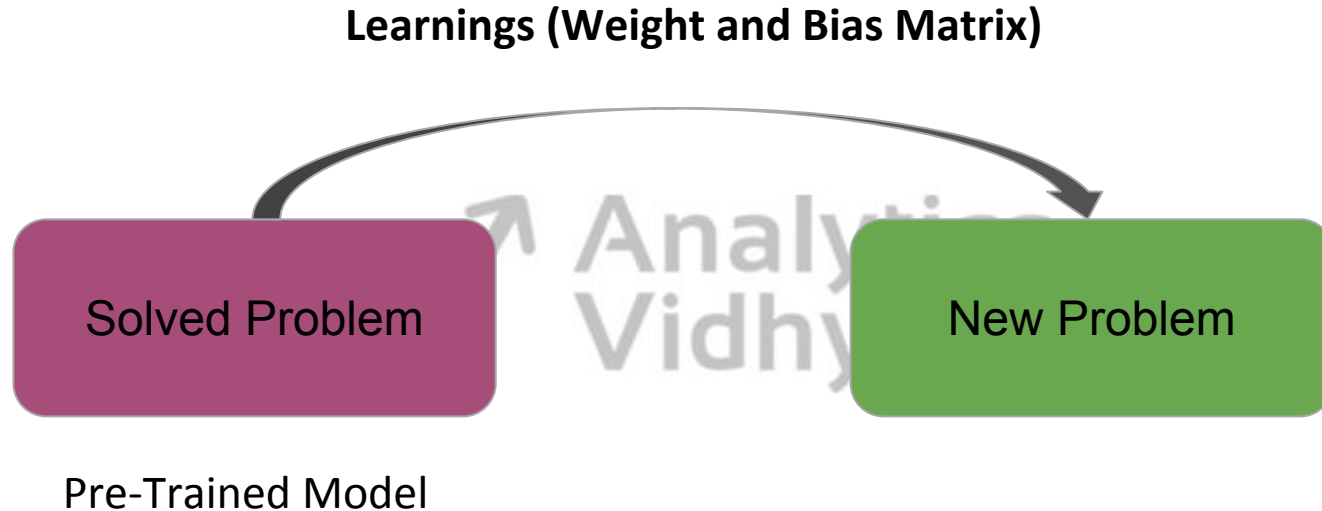 Learnings (Weight and Bias Matrix)
Solved Problem
New Problem
Pre-Trained Model